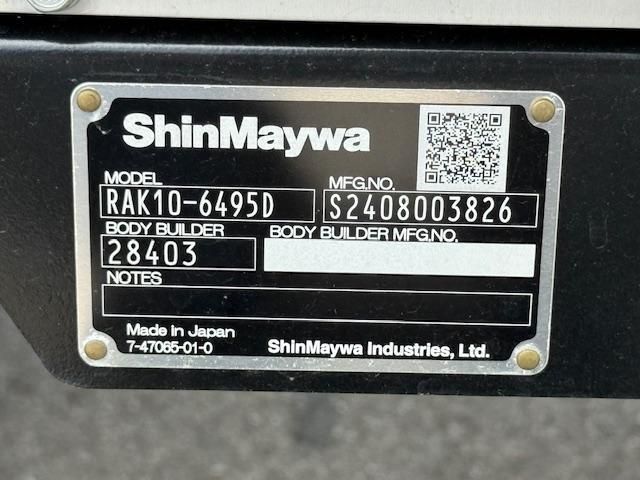 ShinMaywa
MODEL MFG.NO.
RAK10-6495D S2408003826
BODY BUILDER BODY BUILDER MFG.NO.
28403
NOTES
Made in Japan
7-47065-01-0 ShinMaywa Industries, Ltd.